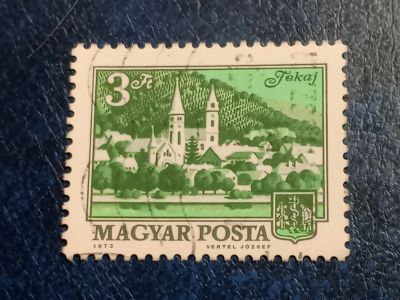 3 Ft
Tokaj
MAGYAR POSTA
1973
VERTEL JÓZSEF